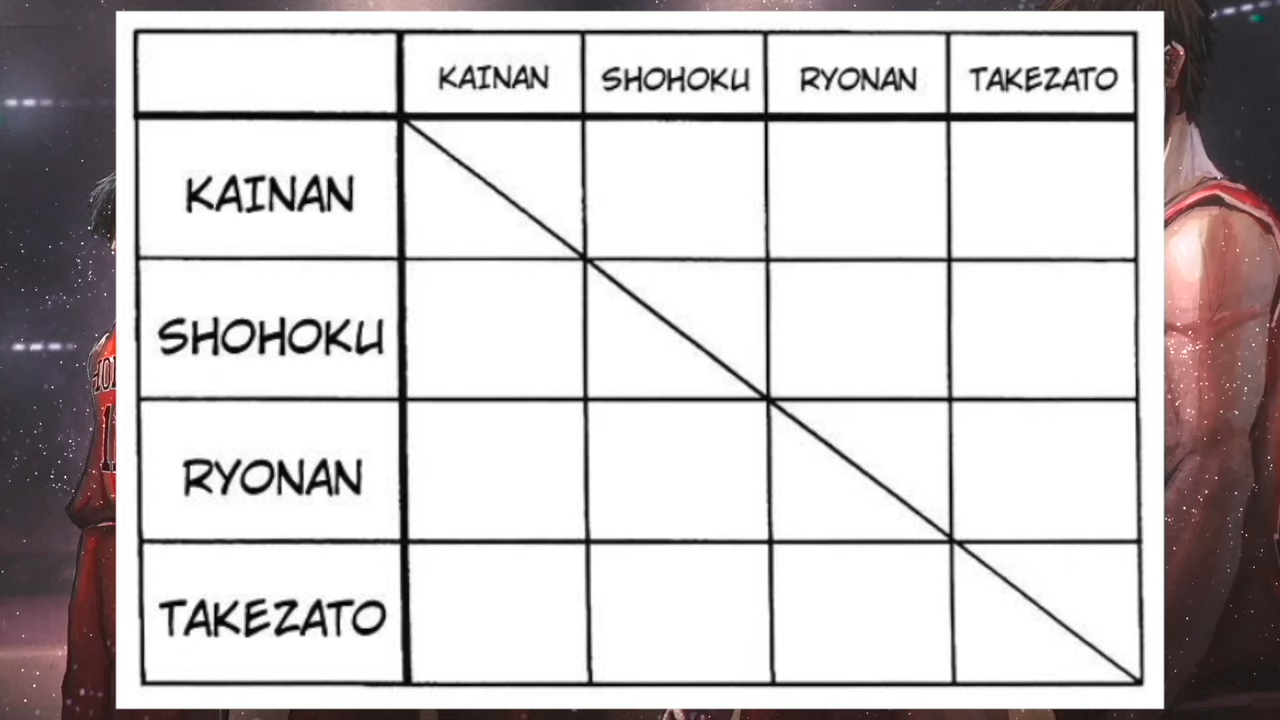 KAINAN SHOHOKU RYONAN TAKEZATO
KAINAN
SHOHOKU
RYONAN
TAKEZATO